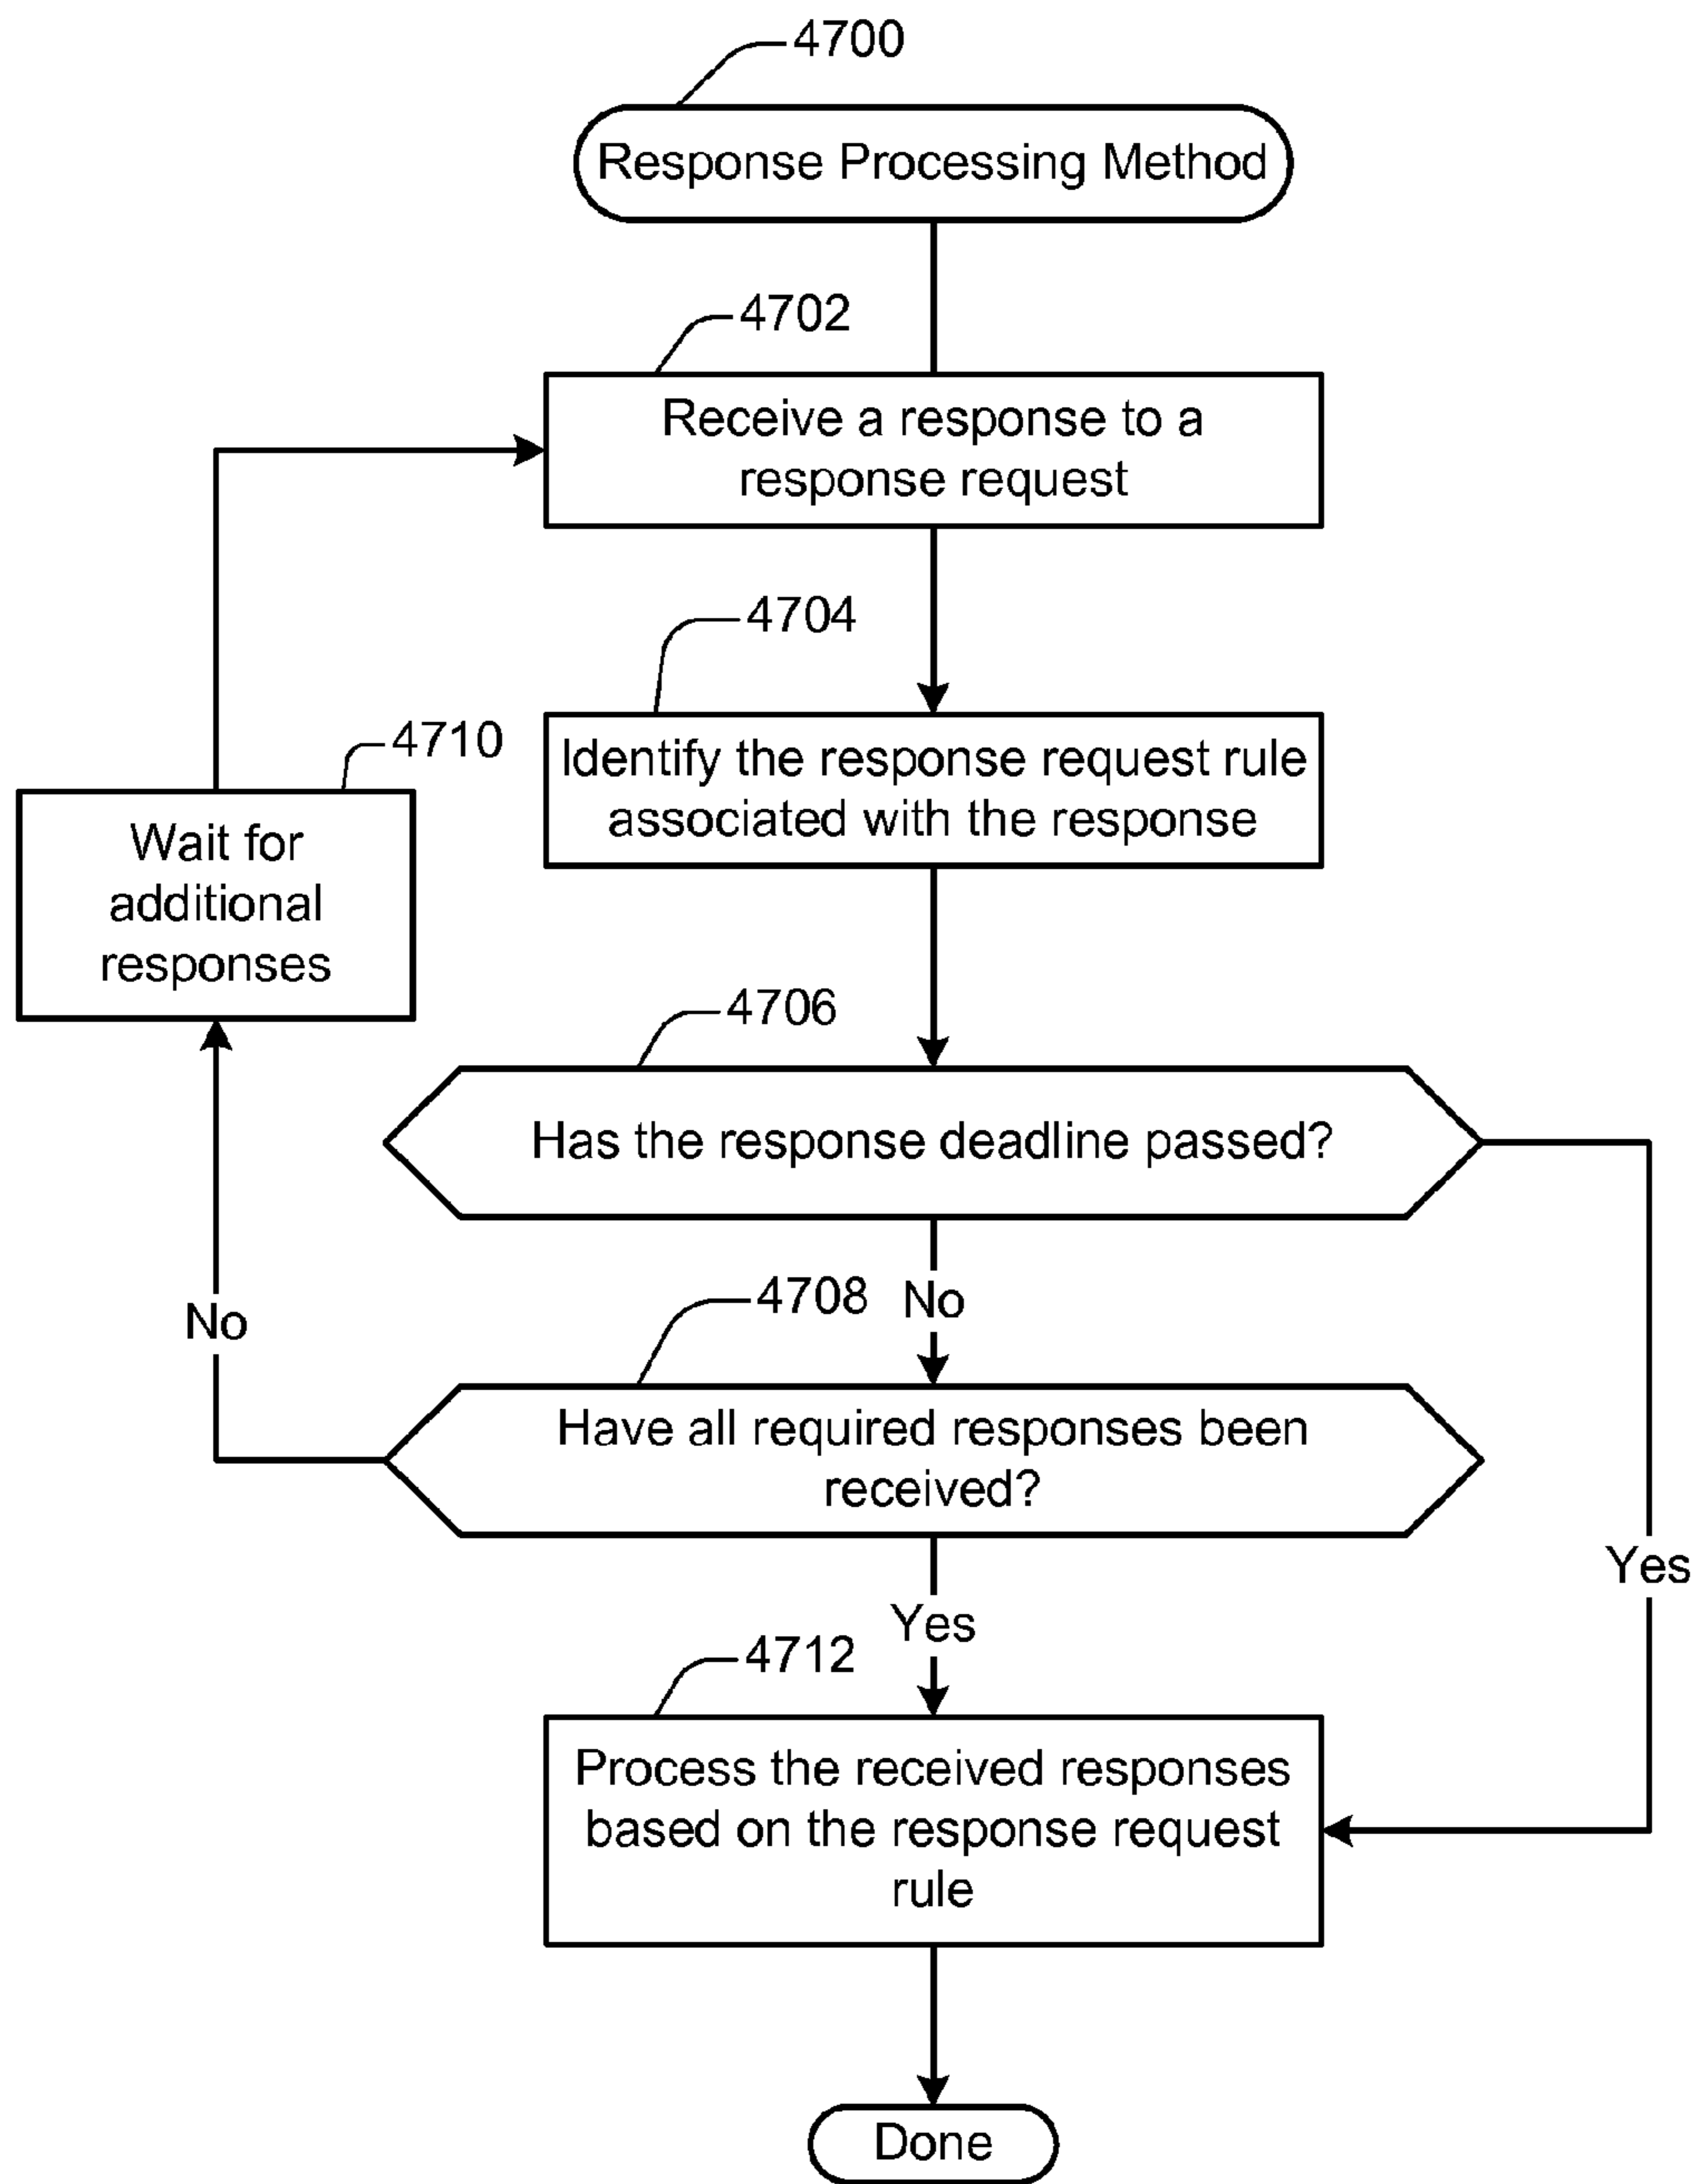 4700
Response Processing Method
4702
Receive a response to a
response request
4704
Identify the response request rule
associated with the response
4710
Wait for
additional
responses
4706
Has the response deadline passed?
4708
No
No
Have all required responses been
received?
Yes
Yes
4712
Process the received responses
based on the response request
rule
Done